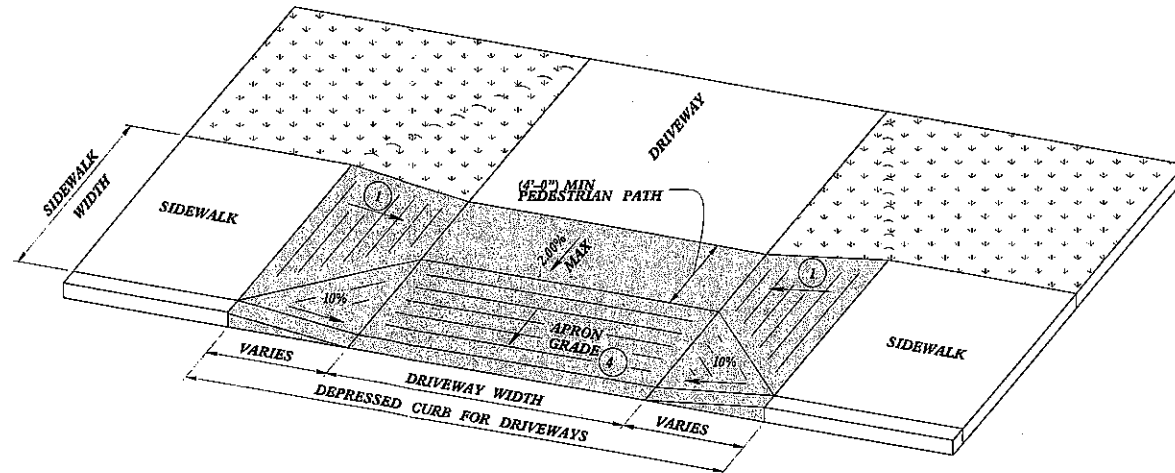 DRIVEWAY
(4'-0") MIN
PEDESTRIAN PATH
SIDEWALK
WIDTH
SIDEWALK
1
2.00%
MAX
1
10%
APRON
GRADE
4
10%
SIDEWALK
VARIES
DRIVEWAY WIDTH
VARIES
DEPRESSED CURB FOR DRIVEWAYS